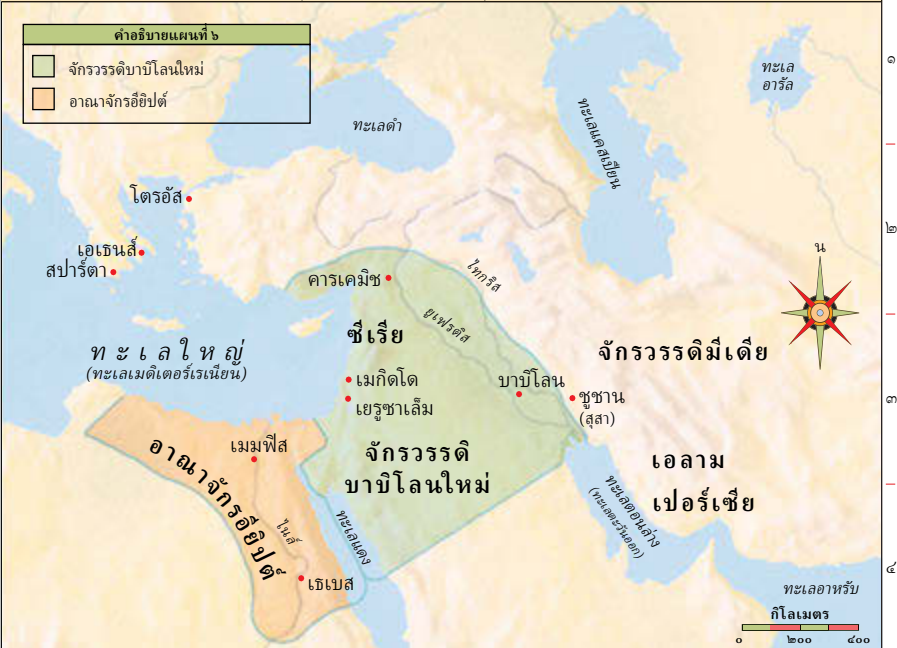 คำอธิบายแผนที่ ๖
จักรวรรดิบาบิโลนใหม่
อาณาจักรอียิปต์
ทะเล
อารัล
๑
ทะเลดำ
ทะเลแคสเปียน
โตรอัส
๒
เอเธนส์
สปาร์ตา
น
คารเคมิช
ไทกริส
ยูเฟรติส
ซีเรีย
ทะเลใหญ่
(ทะเลเมดิเตอร์เรเนียน)
จักรวรรดิมีเดีย
เมกิดโด
เยรูซาเล็ม
บาบิโลน
ชูชาน
(สุสา)
๓
อาณาจักรอียิปต์
เมมฟิส
จักรวรรดิ
บาบิโลนใหม่
เอลาม
เปอร์เซีย
ทะเลตอนล่าง
(ทะเลตะวันออก)
ไนล์
ทะเลแดง
เธเบส
๔
ทะเลอาหรับ
กิโลเมตร
๐ ๒๐๐ ๔๐๐